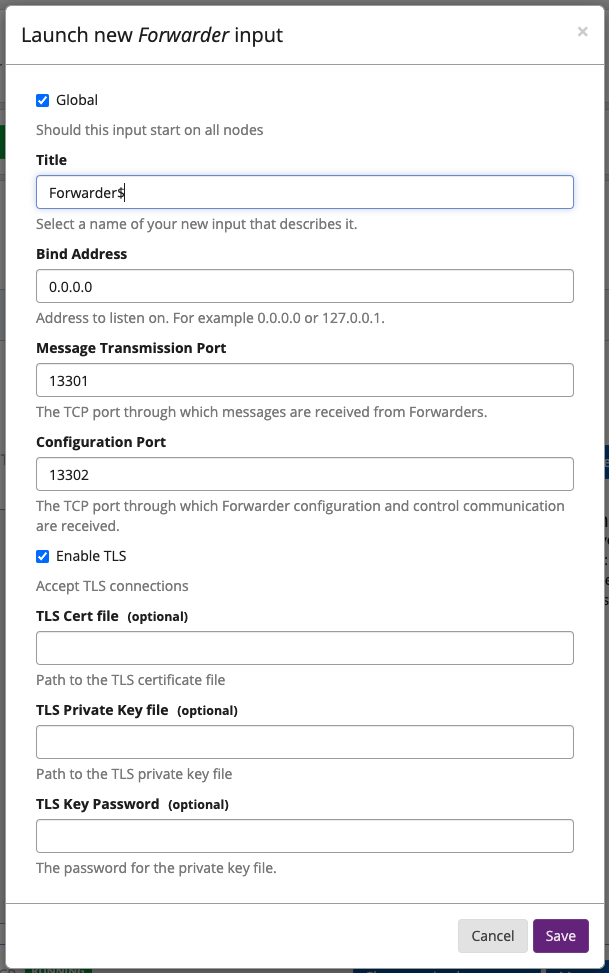 Launch new Forwarder input
×
Global
Should this input start on all nodes
Title
Forwarder$
Select a name of your new input that describes it.
Bind Address
0.0.0.0
Address to listen on. For example 0.0.0.0 or 127.0.0.1.
Message Transmission Port
13301
The TCP port through which messages are received from Forwarders.
Configuration Port
13302
The TCP port through which Forwarder configuration and control communication
are received.
Enable TLS
Accept TLS connections
TLS Cert file (optional)
Path to the TLS certificate file
TLS Private Key file (optional)
Path to the TLS private key file
TLS Key Password (optional)
The password for the private key file.
Cancel
Save
RUNNING